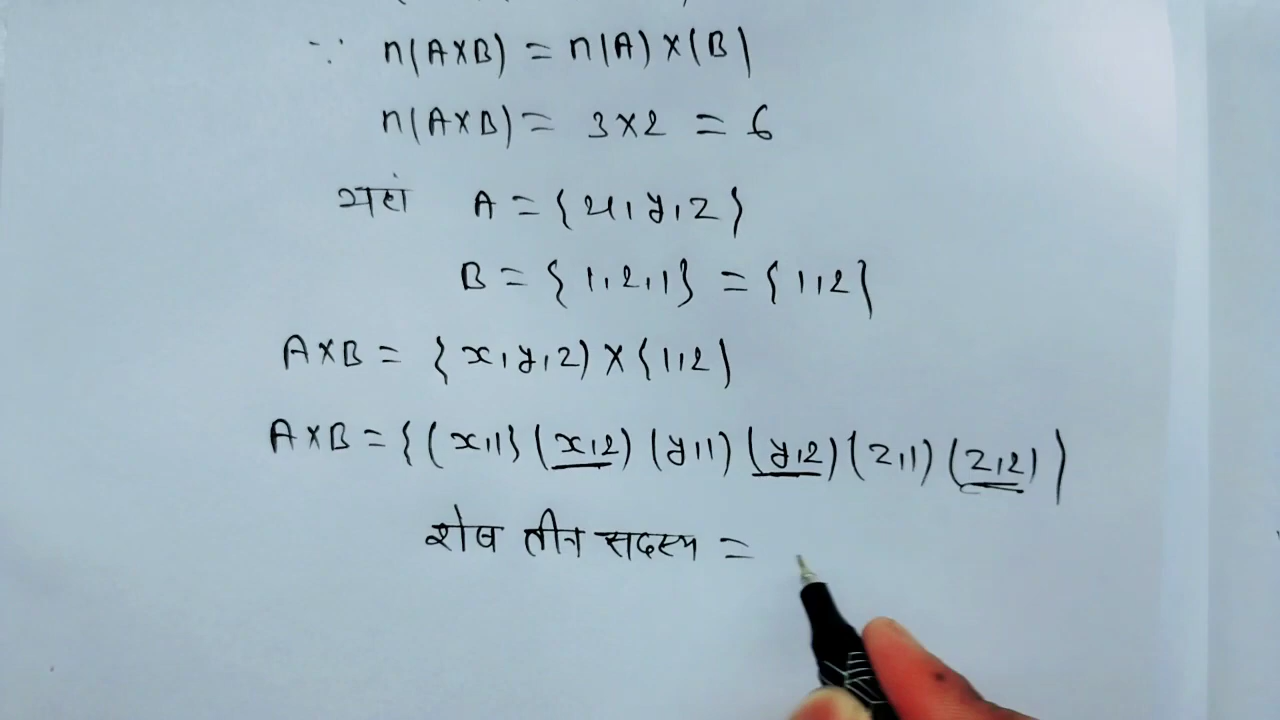 ∵ n(A×B) = n(A)×(B)
n(A×B) = 3×2 = 6
यहां A = {x,y,z}
B = {1,2,1} = {1,2}
A×B = {x,y,z)×{1,2}
A×B = {(x,1} (x,2) (y,1) (y,2) (z,1) (z,2)}
शेष तीन सदस्य =